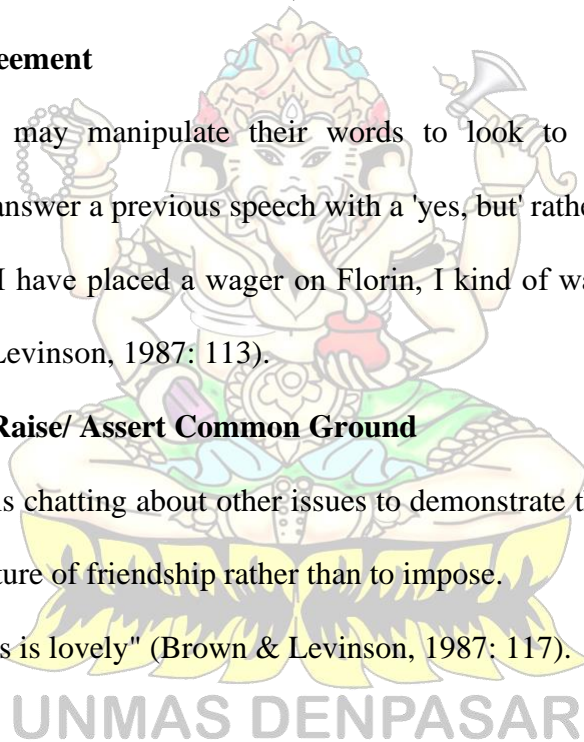 eement
may manipulate their words to look to
answer a previous speech with a 'yes, but' rathe
I have placed a wager on Florin, I kind of wa
Levinson, 1987: 113).
Raise/ Assert Common Ground
is chatting about other issues to demonstrate t
ture of friendship rather than to impose.
s is lovely" (Brown & Levinson, 1987: 117).
UNMAS DENPASAR